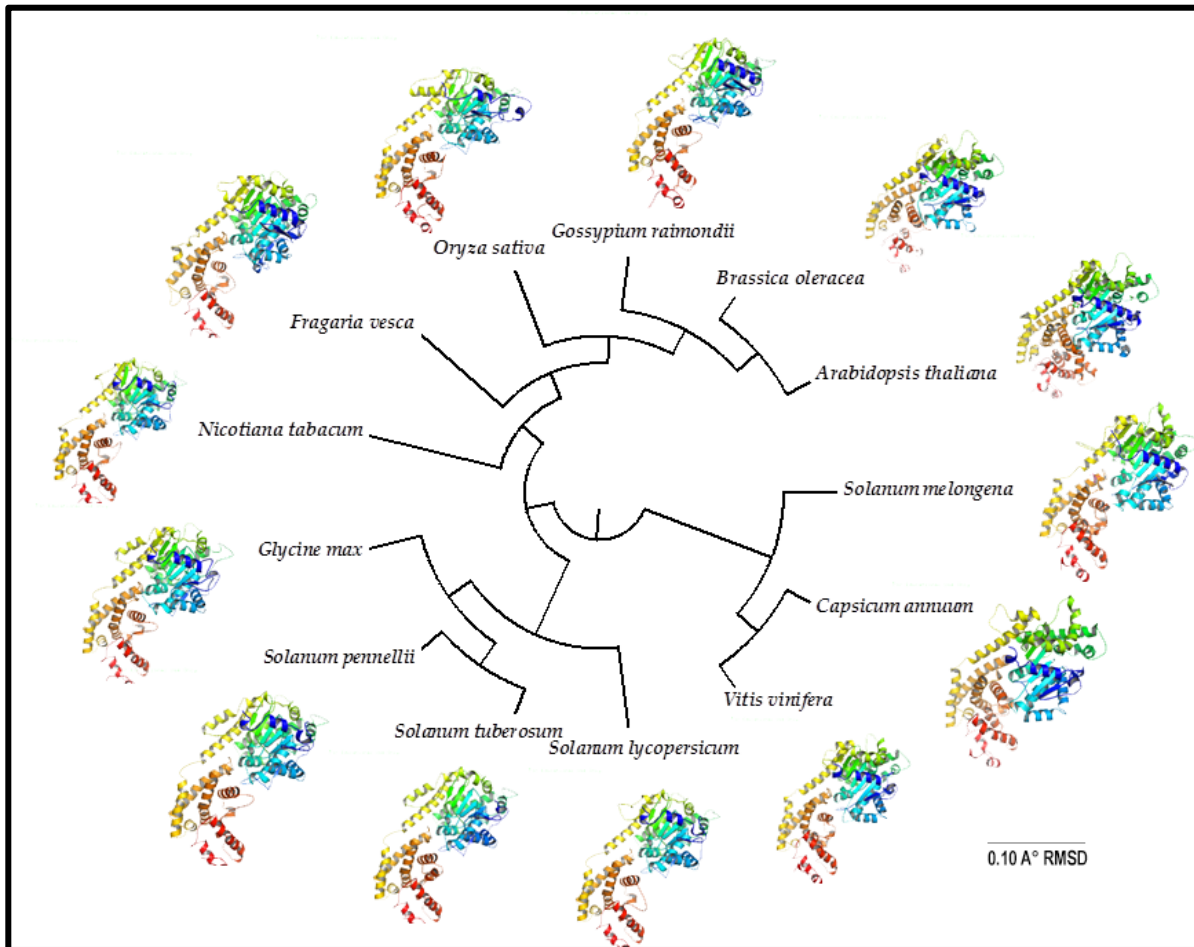 Gossypium raimondii
Oryza sativa
Brassica oleracea
Fragaria vesca
Arabidopsis thaliana
Nicotiana tabacum
Solanum melongena
Glycine max
Capsicum annuum
Solanum pennellii
Vitis vinifera
Solanum tuberosum
Solanum lycopersicum
0.10 A° RMSD